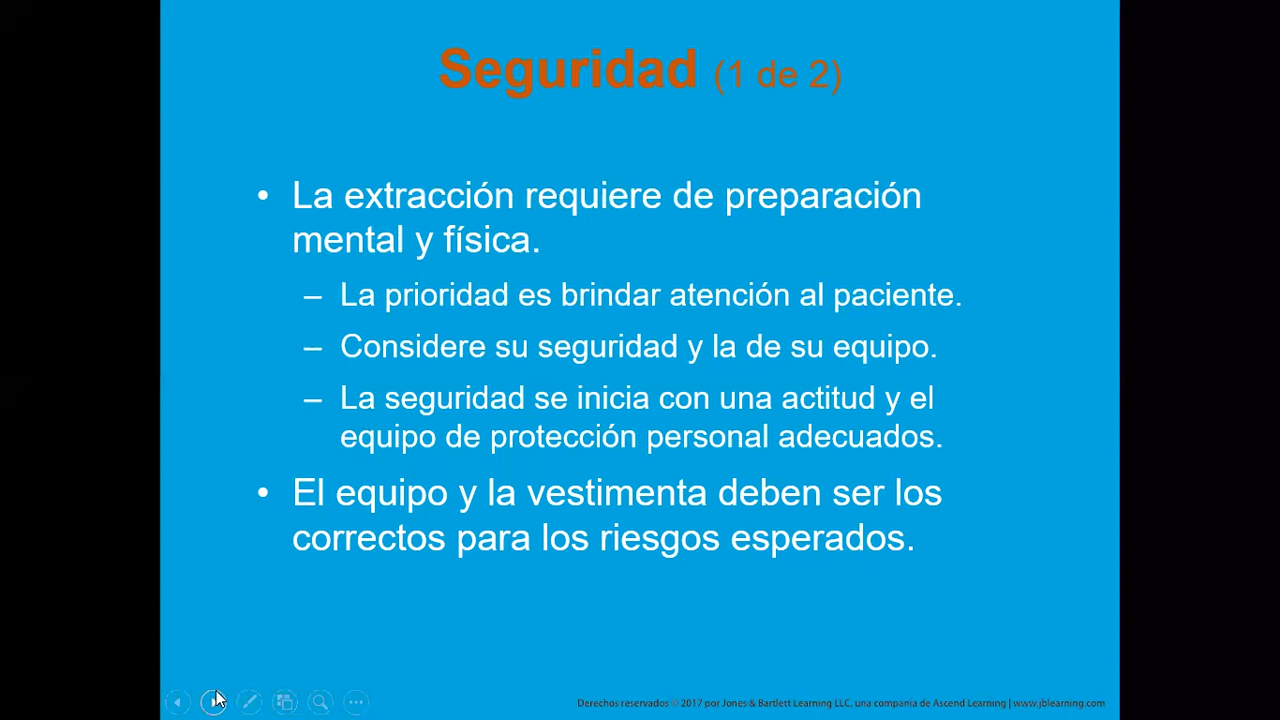 Seguridad (1 de 2)
• La extracción requiere de preparación
mental y física.
– La prioridad es brindar atención al paciente.
– Considere su seguridad y la de su equipo.
– La seguridad se inicia con una actitud y el
equipo de protección personal adecuados.
• El equipo y la vestimenta deben ser los
correctos para los riesgos esperados.
Derechos reservados © 2017 por Jones & Bartlett Learning LLC, una compania de Ascend Learning | www.jblearning.com